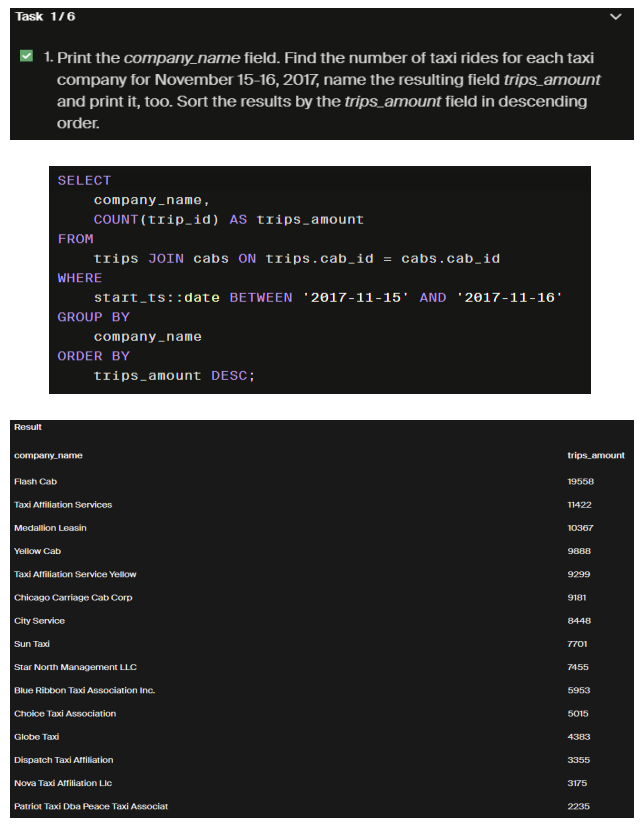 Task 1 / 6
1. Print the company_name field. Find the number of taxi rides for each taxi
company for November 15-16, 2017, name the resulting field trips_amount
and print it, too. Sort the results by the trips_amount field in descending
order.
SELECT
company_name,
COUNT(trip_id) AS trips_amount
FROM
trips JOIN cabs ON trips.cab_id = cabs.cab_id
WHERE
start_ts::date BETWEEN '2017-11-15' AND '2017-11-16'
GROUP BY
company_name
ORDER BY
trips_amount DESC;
Result
company_name trips_amount
Flash Cab 19558
Taxi Affiliation Services 11422
Medallion Leasin 10367
Yellow Cab 9888
Taxi Affiliation Service Yellow 9299
Chicago Carriage Cab Corp 9181
City Service 8448
Sun Taxi 7701
Star North Management LLC 7455
Blue Ribbon Taxi Association Inc. 5953
Choice Taxi Association 5015
Globe Taxi 4383
Dispatch Taxi Affiliation 3355
Nova Taxi Affiliation Llc 3175
Patriot Taxi Dba Peace Taxi Associat 2235